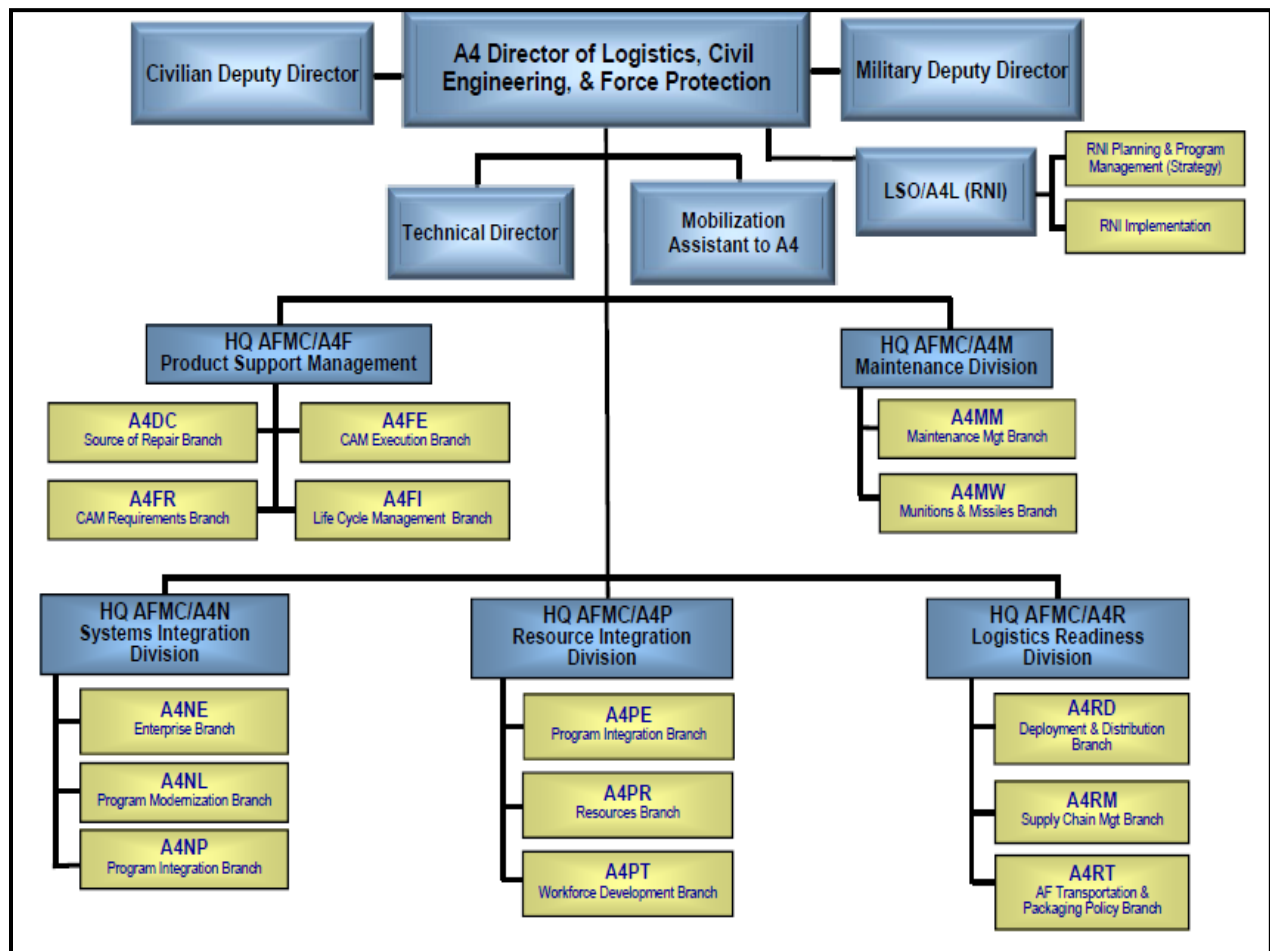 Civilian Deputy Director
A4 Director of Logistics, Civil
Engineering, & Force Protection
Military Deputy Director
Technical Director
Mobilization
Assistant to A4
LSO/A4L (RNI)
RNI Planning & Program
Management (Strategy)
RNI Implementation
HQ AFMC/A4F
Product Support Management
A4DC
Source of Repair Branch
A4FE
CAM Execution Branch
A4FR
CAM Requirements Branch
A4FI
Life Cycle Management Branch
HQ AFMC/A4M
Maintenance Division
A4MM
Maintenance Mgt Branch
A4MW
Munitions & Missiles Branch
HQ AFMC/A4N
Systems Integration
Division
A4NE
Enterprise Branch
A4NL
Program Modernization Branch
A4NP
Program Integration Branch
HQ AFMC/A4P
Resource Integration
Division
A4PE
Program Integration Branch
A4PR
Resources Branch
A4PT
Workforce Development Branch
HQ AFMC/A4R
Logistics Readiness
Division
A4RD
Deployment & Distribution
Branch
A4RM
Supply Chain Mgt Branch
A4RT
AF Transportation &
Packaging Policy Branch